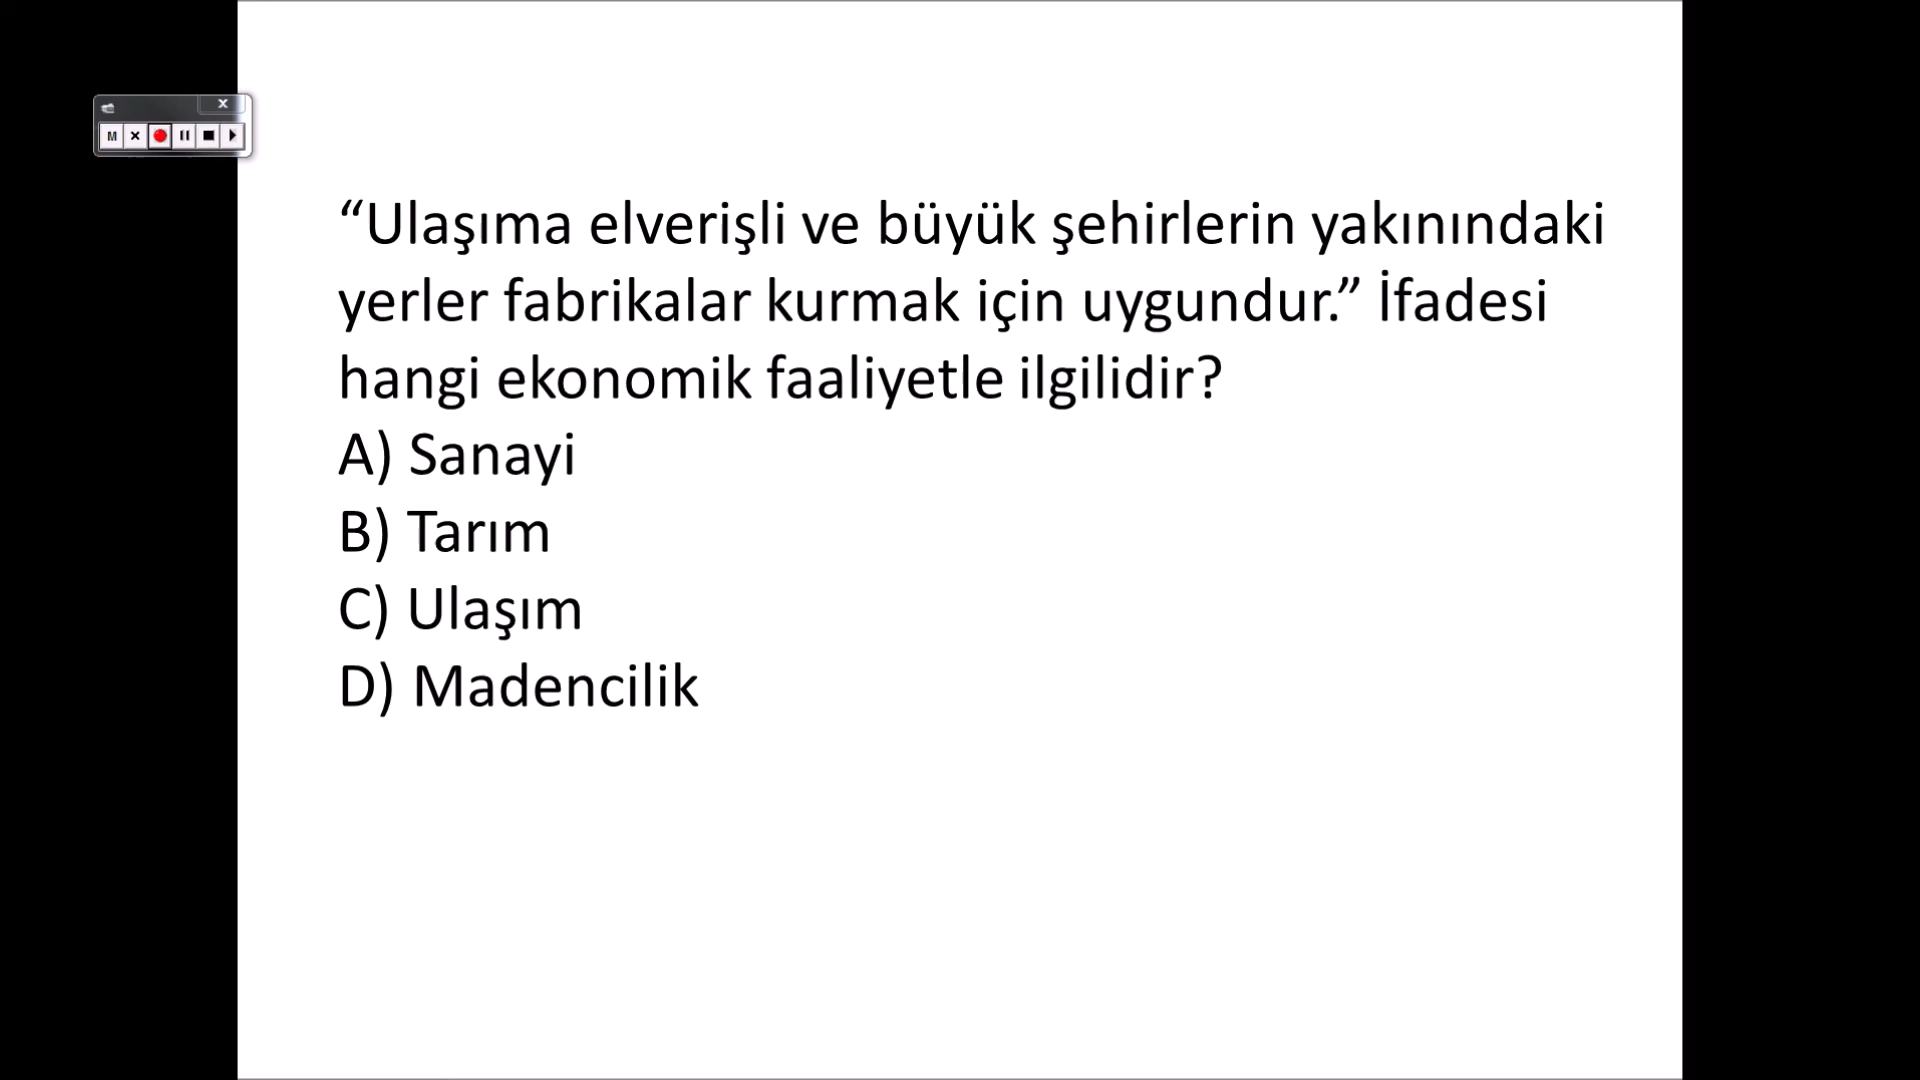 M
“Ulaşıma elverişli ve büyük şehirlerin yakınındaki
yerler fabrikalar kurmak için uygundur.” İfadesi
hangi ekonomik faaliyetle ilgilidir?
A) Sanayi
B) Tarım
C) Ulaşım
D) Madencilik